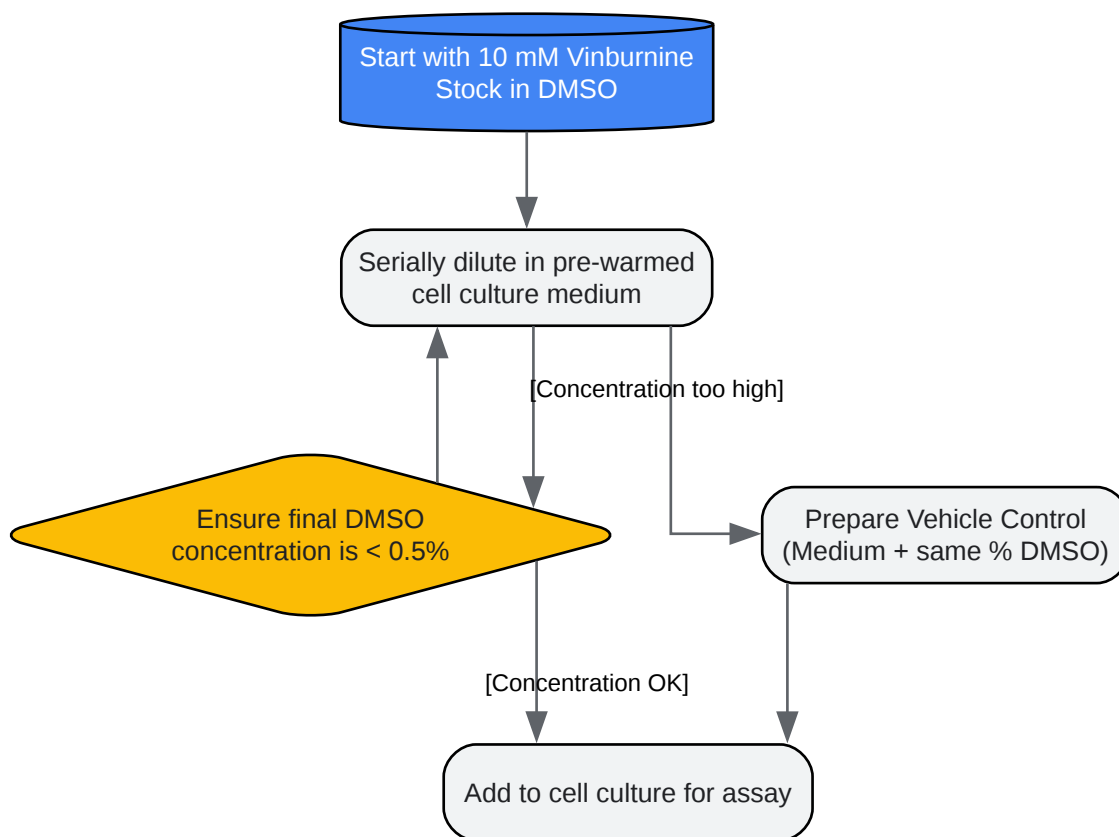 Start with 10 mM Vinburnine
Stock in DMSO
Serially dilute in pre-warmed
cell culture medium
[Concentration too high]
Ensure final DMSO
concentration is < 0.5%
Prepare Vehicle Control
(Medium + same % DMSO)
[Concentration OK]
Add to cell culture for assay